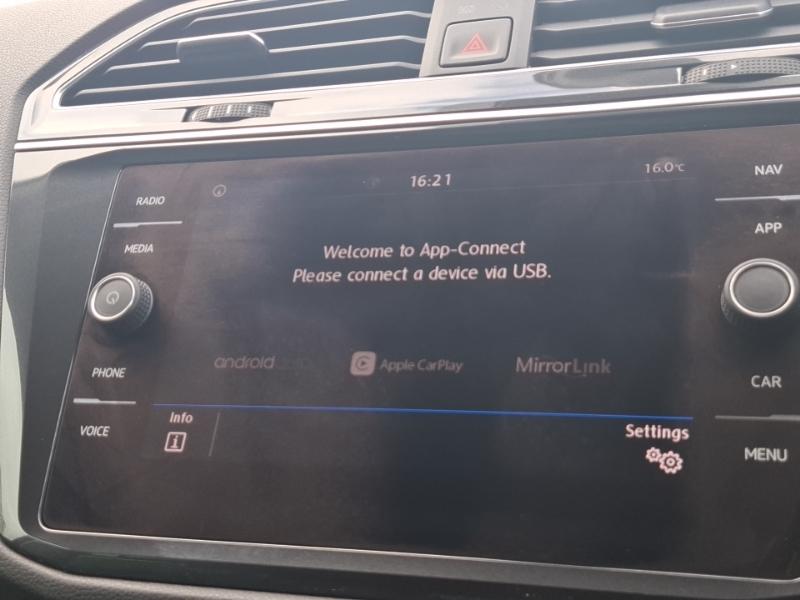 16:21
16.0°C
NAV
RADIO
APP
MEDIA
Welcome to App-Connect
Please connect a device via USB.
androidauto
Apple CarPlay
MirrorLink
PHONE
CAR
Info
VOICE
Settings
MENU